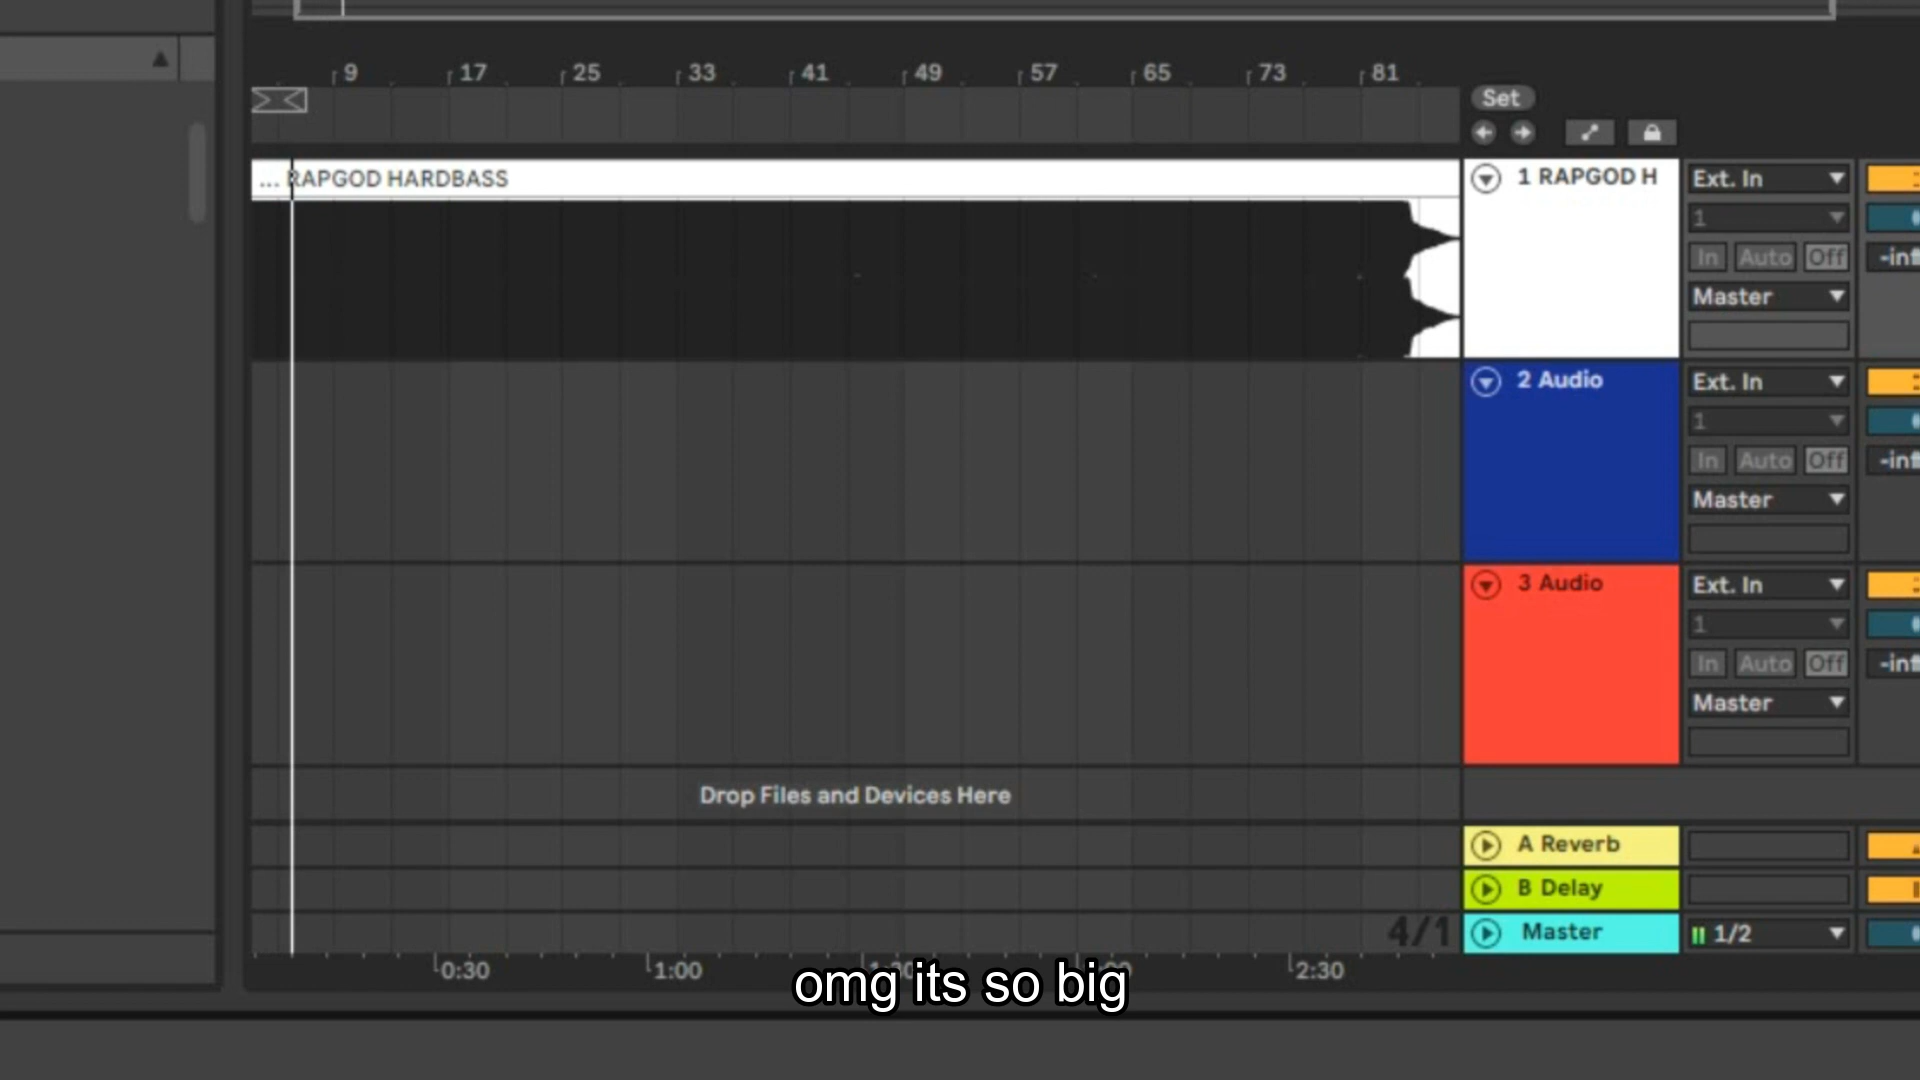 9 17 25 33 41 49 57 65 73 81
Set
... RAPGOD HARDBASS
1 RAPGOD H
Ext. In
1
In Auto Off
-inf
Master
2 Audio
Ext. In
1
In Auto Off
-inf
Master
3 Audio
Ext. In
1
In Auto Off
-inf
Master
Drop Files and Devices Here
A Reverb
B Delay
4/1
Master
1/2
0:30 1:00 2:30
omg its so big